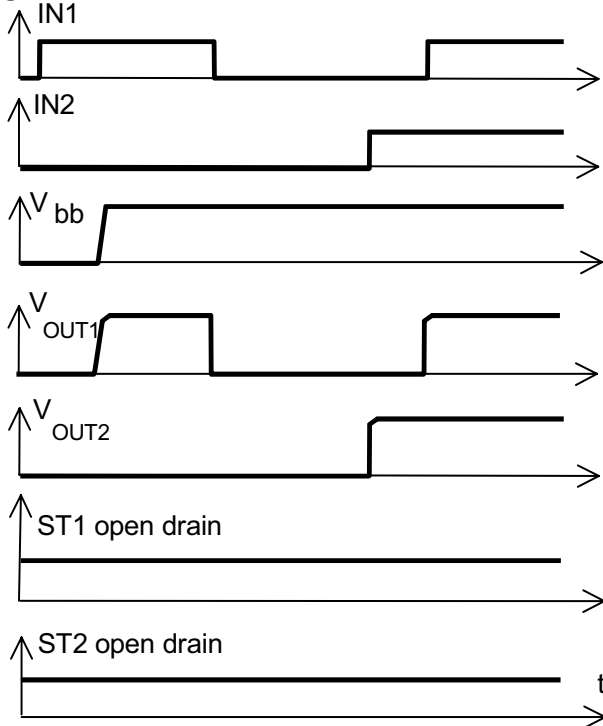 IN1
IN2
V bb
V OUT1
V OUT2
ST1 open drain
ST2 open drain
t